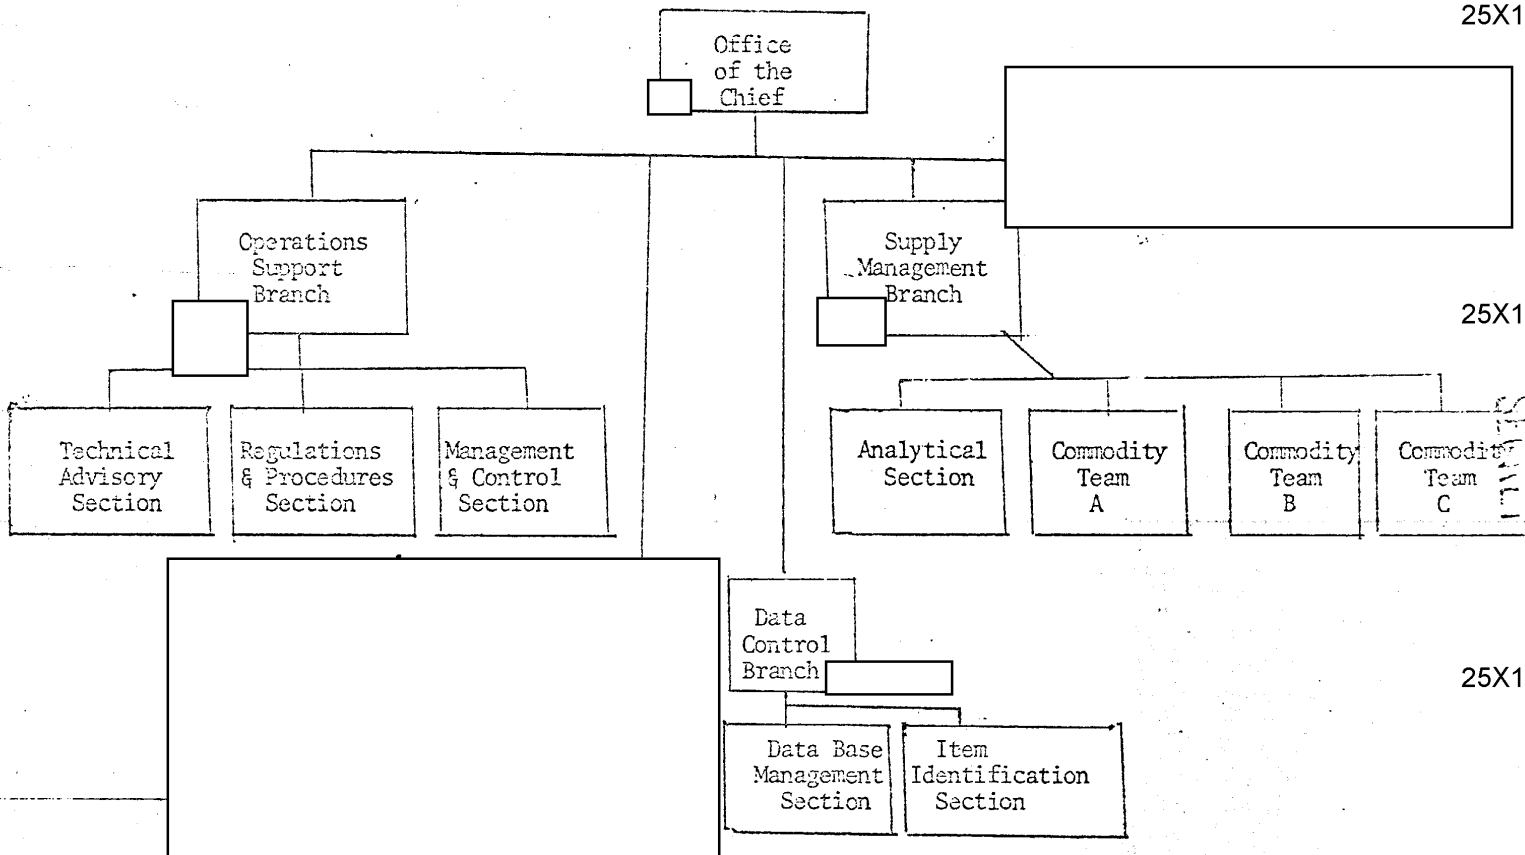 25X1
Office
of the
Chief
Operations
Support
Branch
Supply
Management
Branch
25X1
Technical
Advisory
Section
Regulations
& Procedures
Section
Management
& Control
Section
Analytical
Section
Commodity
Team
A
Commodity
Team
B
Commodity
Team
C
Data
Control
Branch
25X1
Data Base
Management
Section
Item
Identification
Section